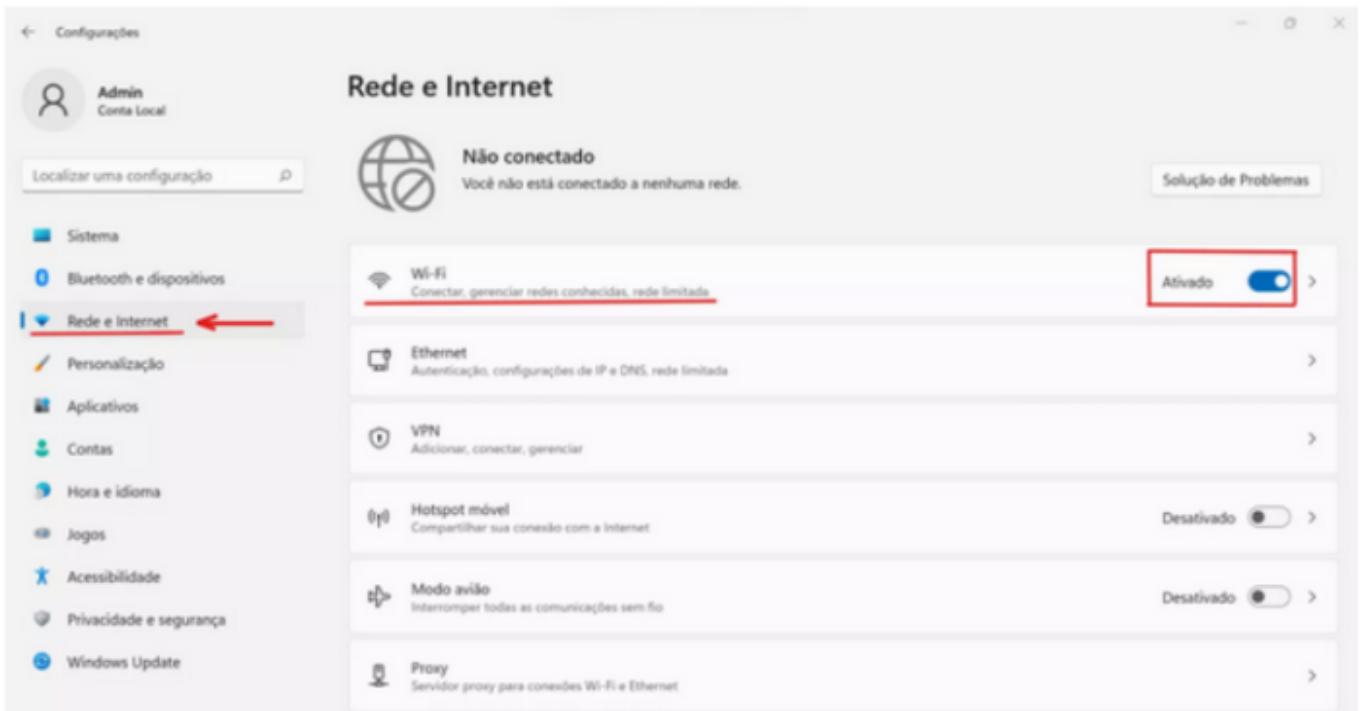 Configurações
Admin
Conta Local
Localizar uma configuração
Sistema
Bluetooth e dispositivos
Rede e Internet
Personalização
Aplicativos
Contas
Hora e idioma
Jogos
Acessibilidade
Privacidade e segurança
Windows Update
Rede e Internet
Não conectado
Você não está conectado a nenhuma rede.
Solução de Problemas
Wi-Fi
Conectar, gerenciar redes conhecidas, rede limitada
Ativado
Ethernet
Autenticação, configurações de IP e DNS, rede limitada
VPN
Adicionar, conectar, gerenciar
Hotspot móvel
Compartilhar sua conexão com a Internet
Desativado
Modo avião
Interromper todas as comunicações sem fio
Desativado
Proxy
Servidor proxy para conexões Wi-Fi e Ethernet